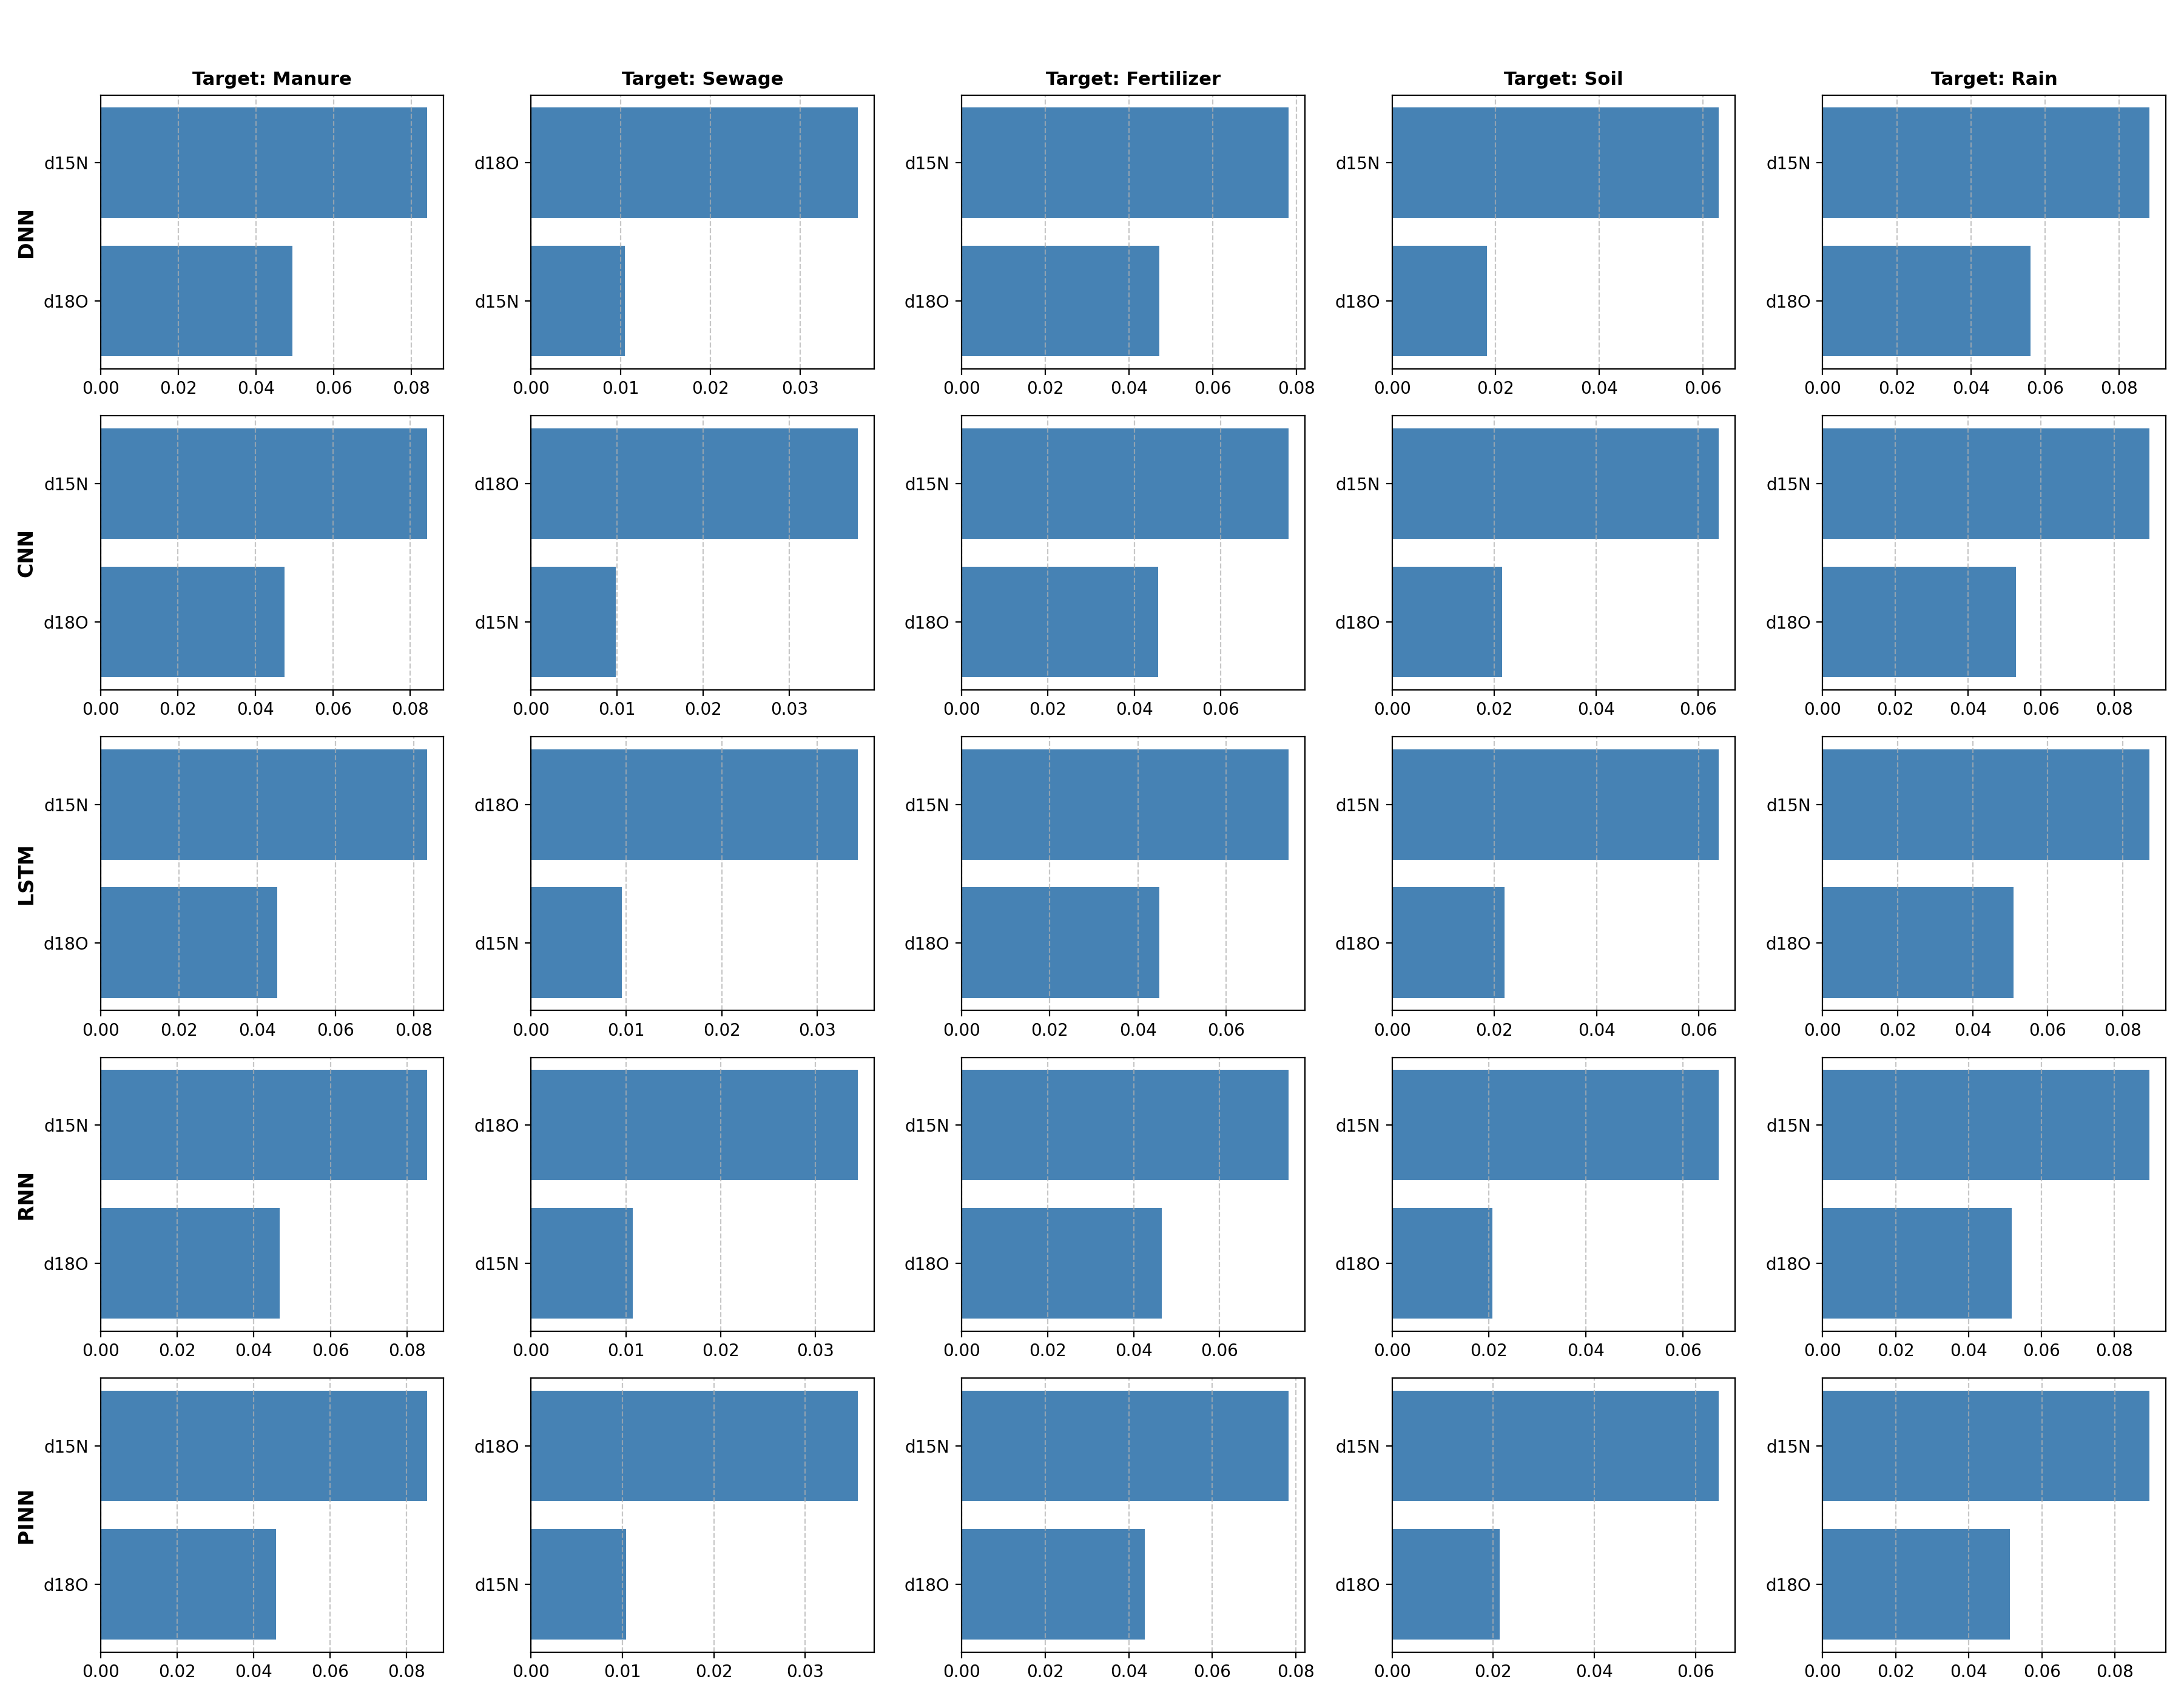 Target: Manure Target: Sewage Target: Fertilizer Target: Soil Target: Rain
DNN
d15N d18O d15N d15N d15N
d18O d15N d18O d18O d18O
0.00 0.02 0.04 0.06 0.08 0.00 0.01 0.02 0.03 0.00 0.02 0.04 0.06 0.08 0.00 0.02 0.04 0.06 0.00 0.02 0.04 0.06 0.08
CNN
d15N d18O d15N d15N d15N
d18O d15N d18O d18O d18O
0.00 0.02 0.04 0.06 0.08 0.00 0.01 0.02 0.03 0.00 0.02 0.04 0.06 0.00 0.02 0.04 0.06 0.00 0.02 0.04 0.06 0.08
LSTM
d15N d18O d15N d15N d15N
d18O d15N d18O d18O d18O
0.00 0.02 0.04 0.06 0.08 0.00 0.01 0.02 0.03 0.00 0.02 0.04 0.06 0.00 0.02 0.04 0.06 0.00 0.02 0.04 0.06 0.08
RNN
d15N d18O d15N d15N d15N
d18O d15N d18O d18O d18O
0.00 0.02 0.04 0.06 0.08 0.00 0.01 0.02 0.03 0.00 0.02 0.04 0.06 0.00 0.02 0.04 0.06 0.00 0.02 0.04 0.06 0.08
PINN
d15N d18O d15N d15N d15N
d18O d15N d18O d18O d18O
0.00 0.02 0.04 0.06 0.08 0.00 0.01 0.02 0.03 0.00 0.02 0.04 0.06 0.08 0.00 0.02 0.04 0.06 0.00 0.02 0.04 0.06 0.08